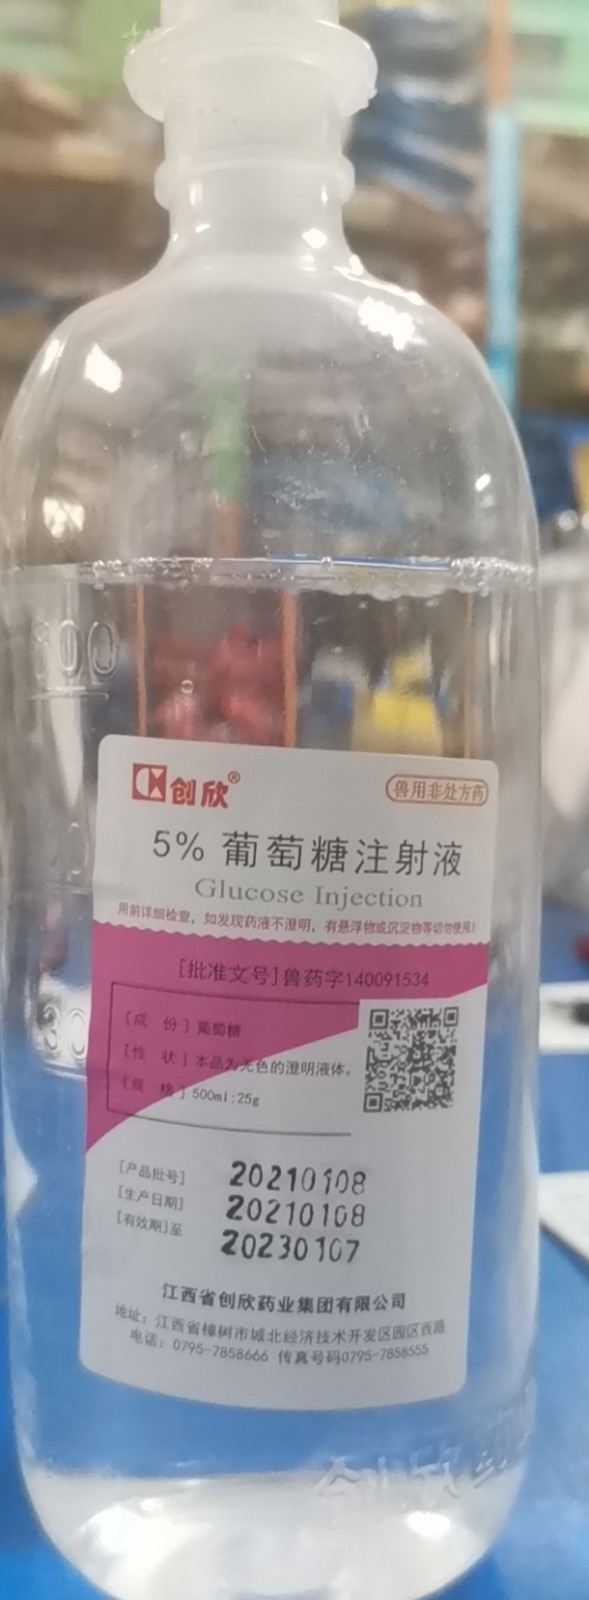 500
创欣®
兽用非处方药
5% 葡萄糖注射液
Glucose Injection
用前详细检查，如发现药液不澄明，有悬浮物或沉淀物等切勿使用！
[批准文号]兽药字140091534
[成 份] 葡萄糖
[性 状] 本品为无色的澄明液体。
[规 格] 500ml:25g
[产品批号] 20210108
[生产日期] 20210108
[有效期]至 20230107
江西省创欣药业集团有限公司
地址：江西省樟树市城北经济技术开发区园区西路
电话：0795-7858666 传真号码0795-7858555
创欣药